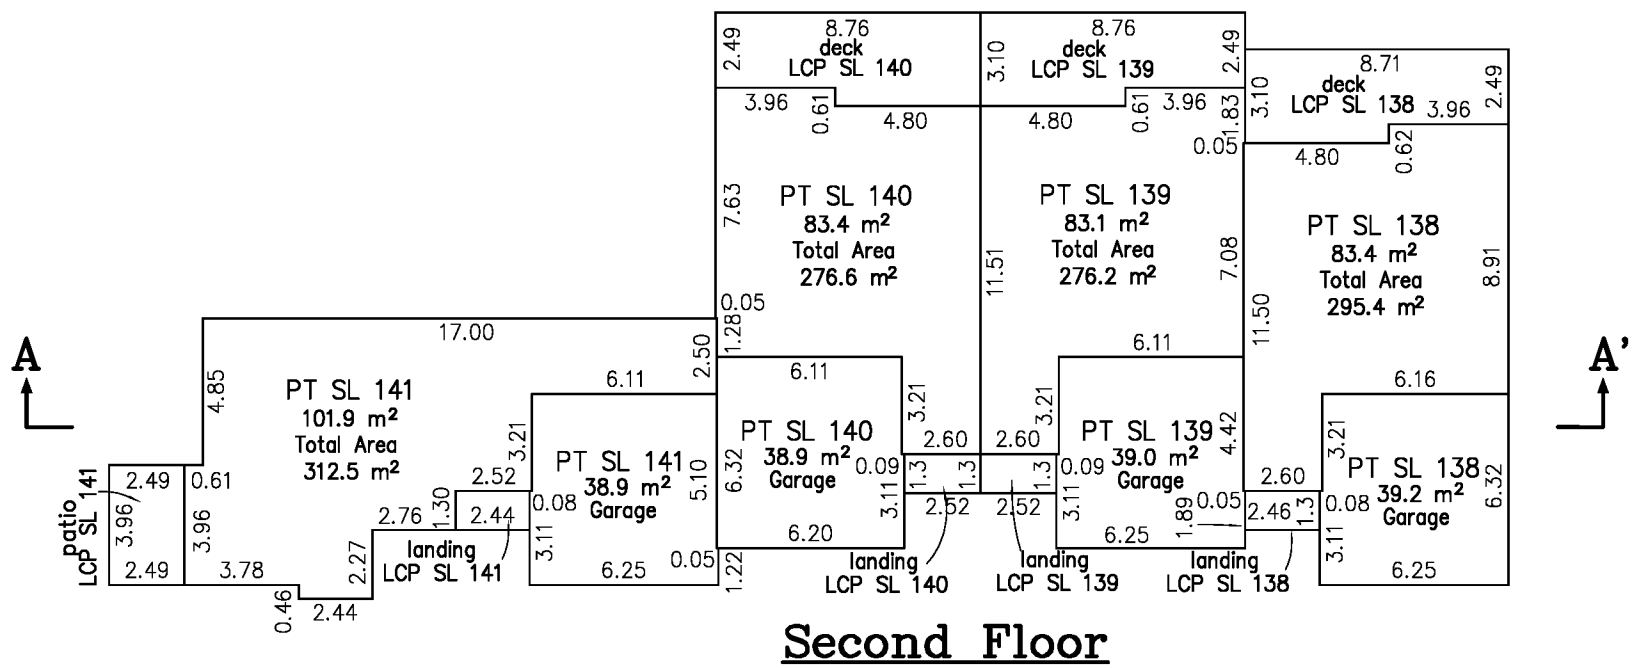 8.76
deck
LCP SL 140
2.49
3.96
0.61
4.80
3.10
8.76
deck
LCP SL 139
2.49
4.80
0.61
3.96
1.83
0.05
8.71
deck
LCP SL 138
3.10
2.49
3.96
0.62
4.80
PT SL 140
83.4 m²
Total Area
276.6 m²
7.63
0.05
1.28
11.51
PT SL 139
83.1 m²
Total Area
276.2 m²
7.08
PT SL 138
83.4 m²
Total Area
295.4 m²
11.50
8.91
A
A'
17.00
4.85
PT SL 141
101.9 m²
Total Area
312.5 m²
2.50
6.11
3.21
2.52
0.08
1.30
2.44
2.76
2.27
2.44
0.46
3.78
0.61
3.96
2.49
3.96
2.49
patio
LCP SL 141
landing
LCP SL 141
PT SL 141
38.9 m²
Garage
5.10
3.11
6.25
0.05
1.22
6.11
PT SL 140
38.9 m²
Garage
6.32
3.21
0.09
3.11
6.20
2.60
1.3
1.3
2.52
landing
LCP SL 140
2.60
1.3
2.52
landing
LCP SL 139
6.11
3.21
PT SL 139
39.0 m²
Garage
0.09
3.11
4.42
1.89
6.25
0.05
2.60
2.46
1.3
landing
LCP SL 138
6.16
3.21
PT SL 138
39.2 m²
Garage
0.08
3.11
6.32
6.25
Second Floor